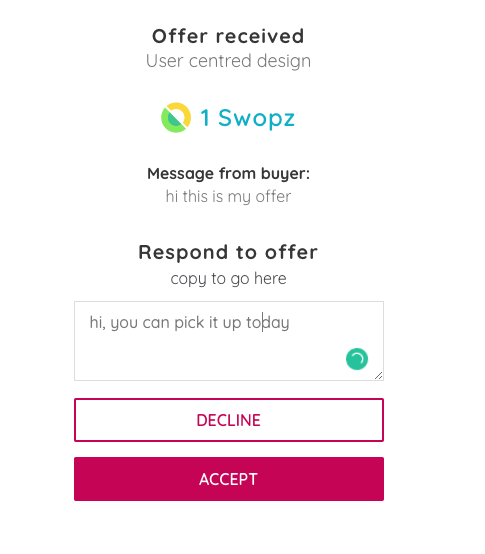 Offer received
User centred design
1 Swopz
Message from buyer:
hi this is my offer
Respond to offer
copy to go here
hi, you can pick it up today
DECLINE
ACCEPT